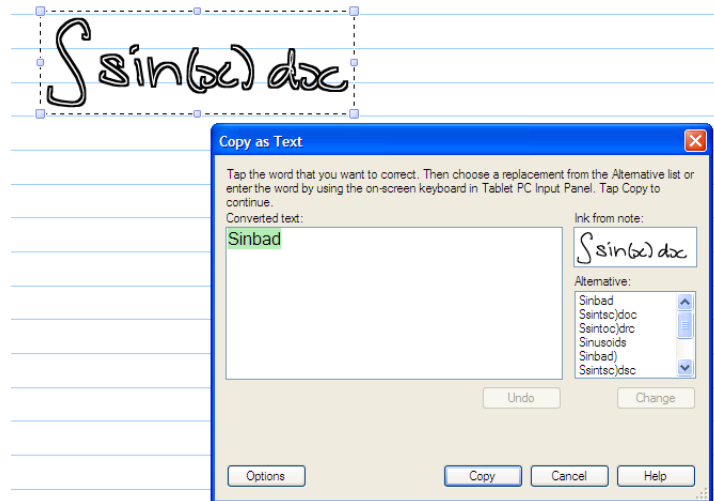 ∫sin(x) dx
Copy as Text
Tap the word that you want to correct. Then choose a replacement from the Alternative list or
enter the word by using the on-screen keyboard in Tablet PC Input Panel. Tap Copy to
continue.
Converted text:
Sinbad
Ink from note:
∫sin(x) dx
Alternative:
Sinbad
Ssintsc)doc
Ssintoc)drc
Sinusoids
Sinbad)
Ssintsc)dsc
Undo
Change
Options
Copy
Cancel
Help